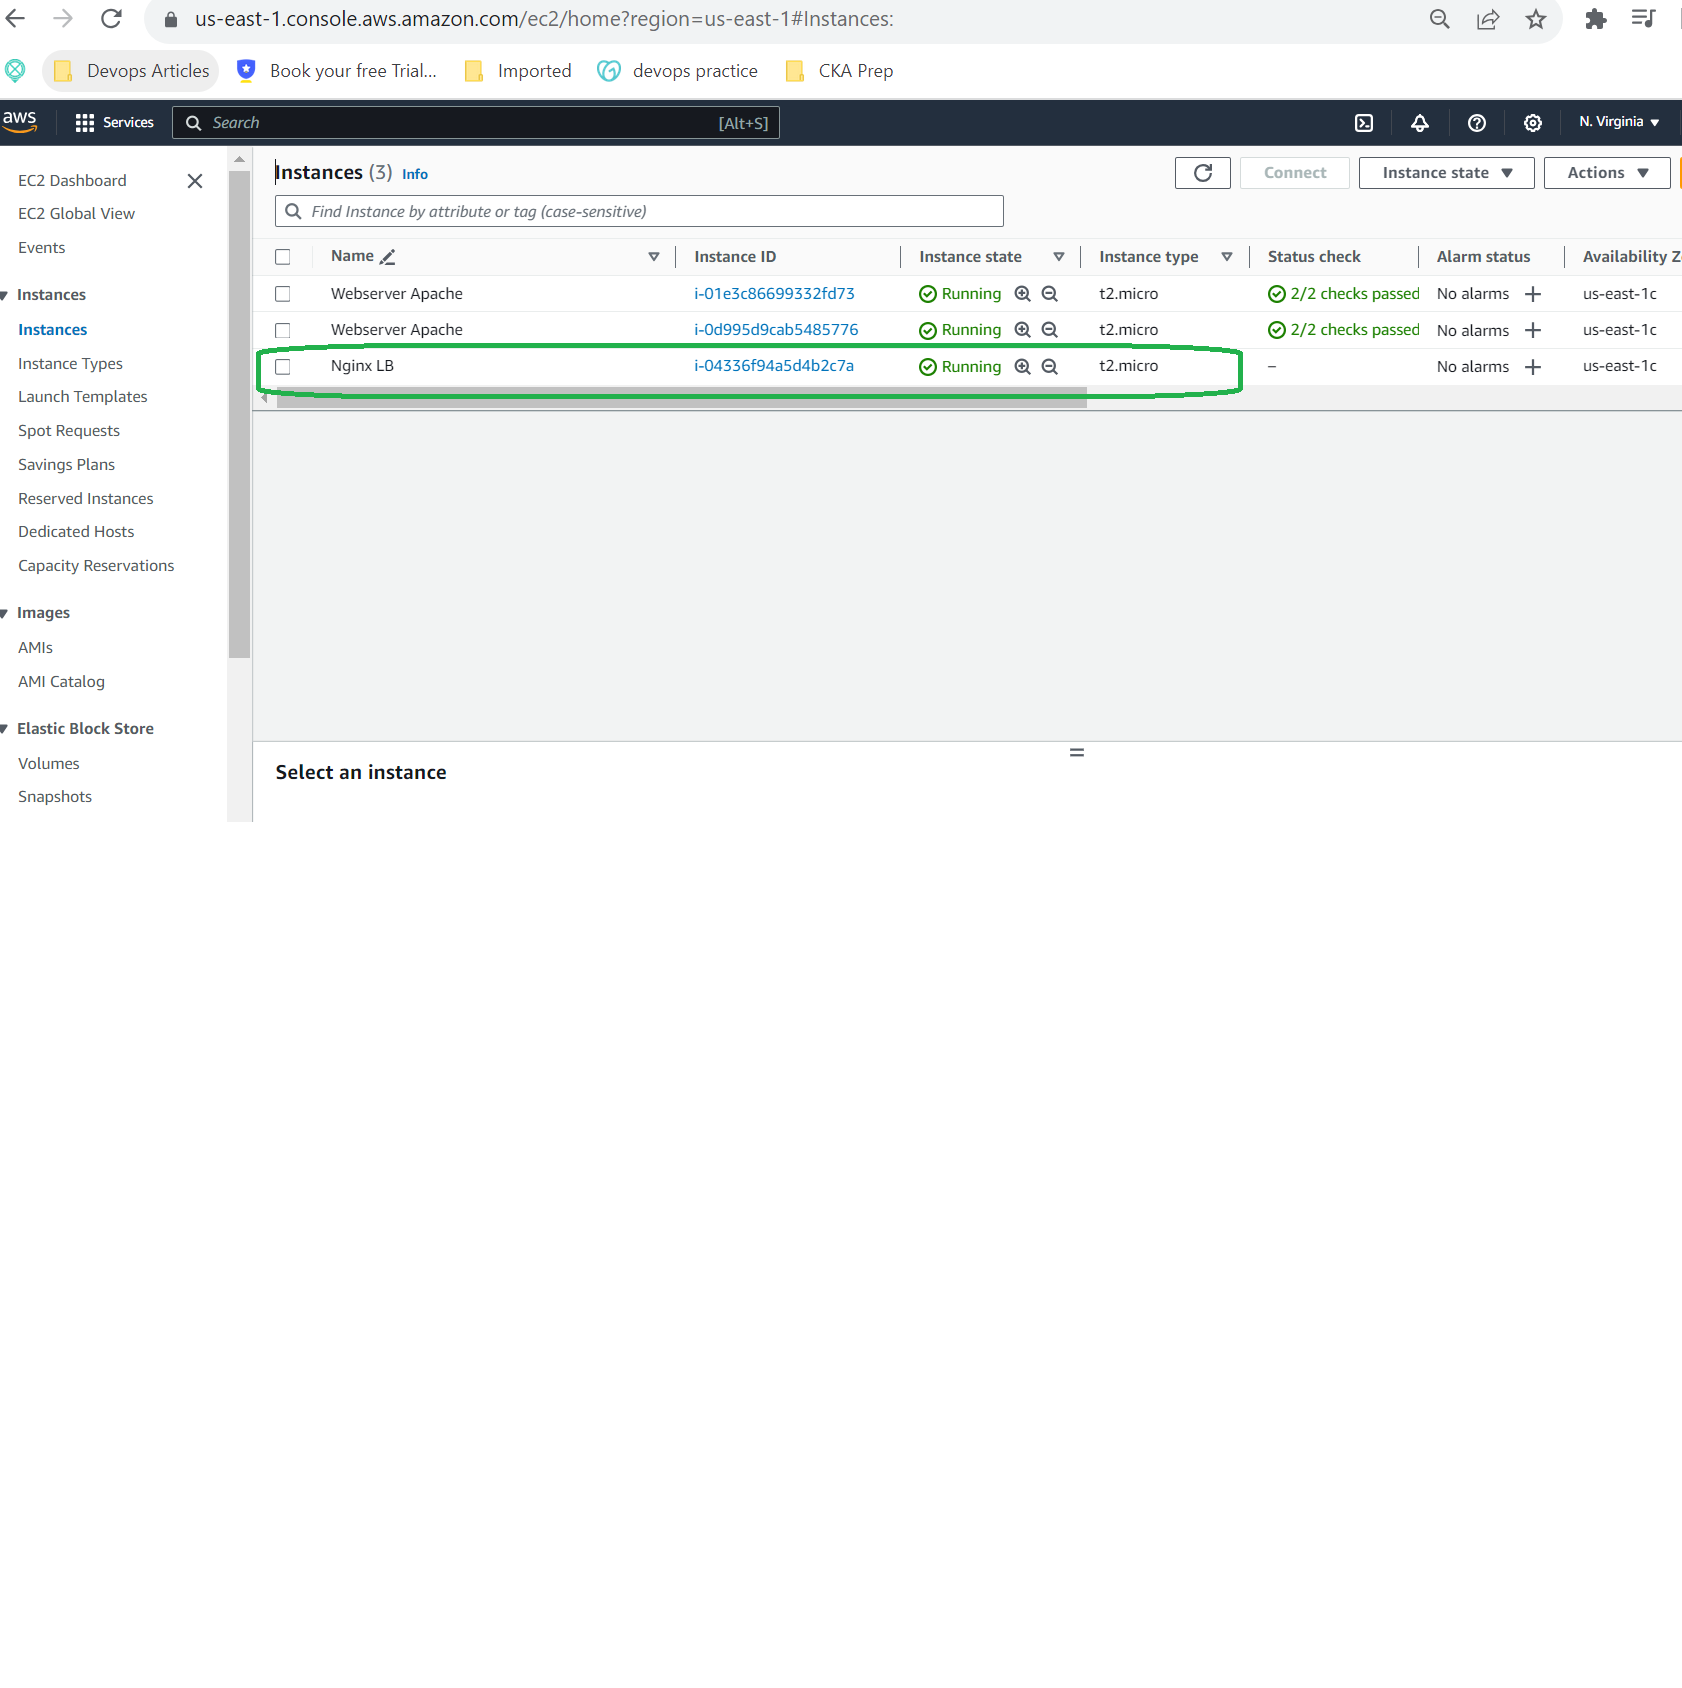 us-east-1.console.aws.amazon.com/ec2/home?region=us-east-1#Instances:
Devops Articles Book your free Trial... Imported devops practice CKA Prep
aws Services Search [Alt+S] N. Virginia
EC2 Dashboard
EC2 Global View
Events
Instances
Instances
Instance Types
Launch Templates
Spot Requests
Savings Plans
Reserved Instances
Dedicated Hosts
Capacity Reservations
Images
AMIs
AMI Catalog
Elastic Block Store
Volumes
Snapshots
Instances (3) Info Connect Instance state Actions
Find Instance by attribute or tag (case-sensitive)
Name Instance ID Instance state Instance type Status check Alarm status Availability Z
Webserver Apache i-01e3c86699332fd73 Running t2.micro 2/2 checks passed No alarms us-east-1c
Webserver Apache i-0d995d9cab5485776 Running t2.micro 2/2 checks passed No alarms us-east-1c
Nginx LB i-04336f94a5d4b2c7a Running t2.micro – No alarms us-east-1c
Select an instance